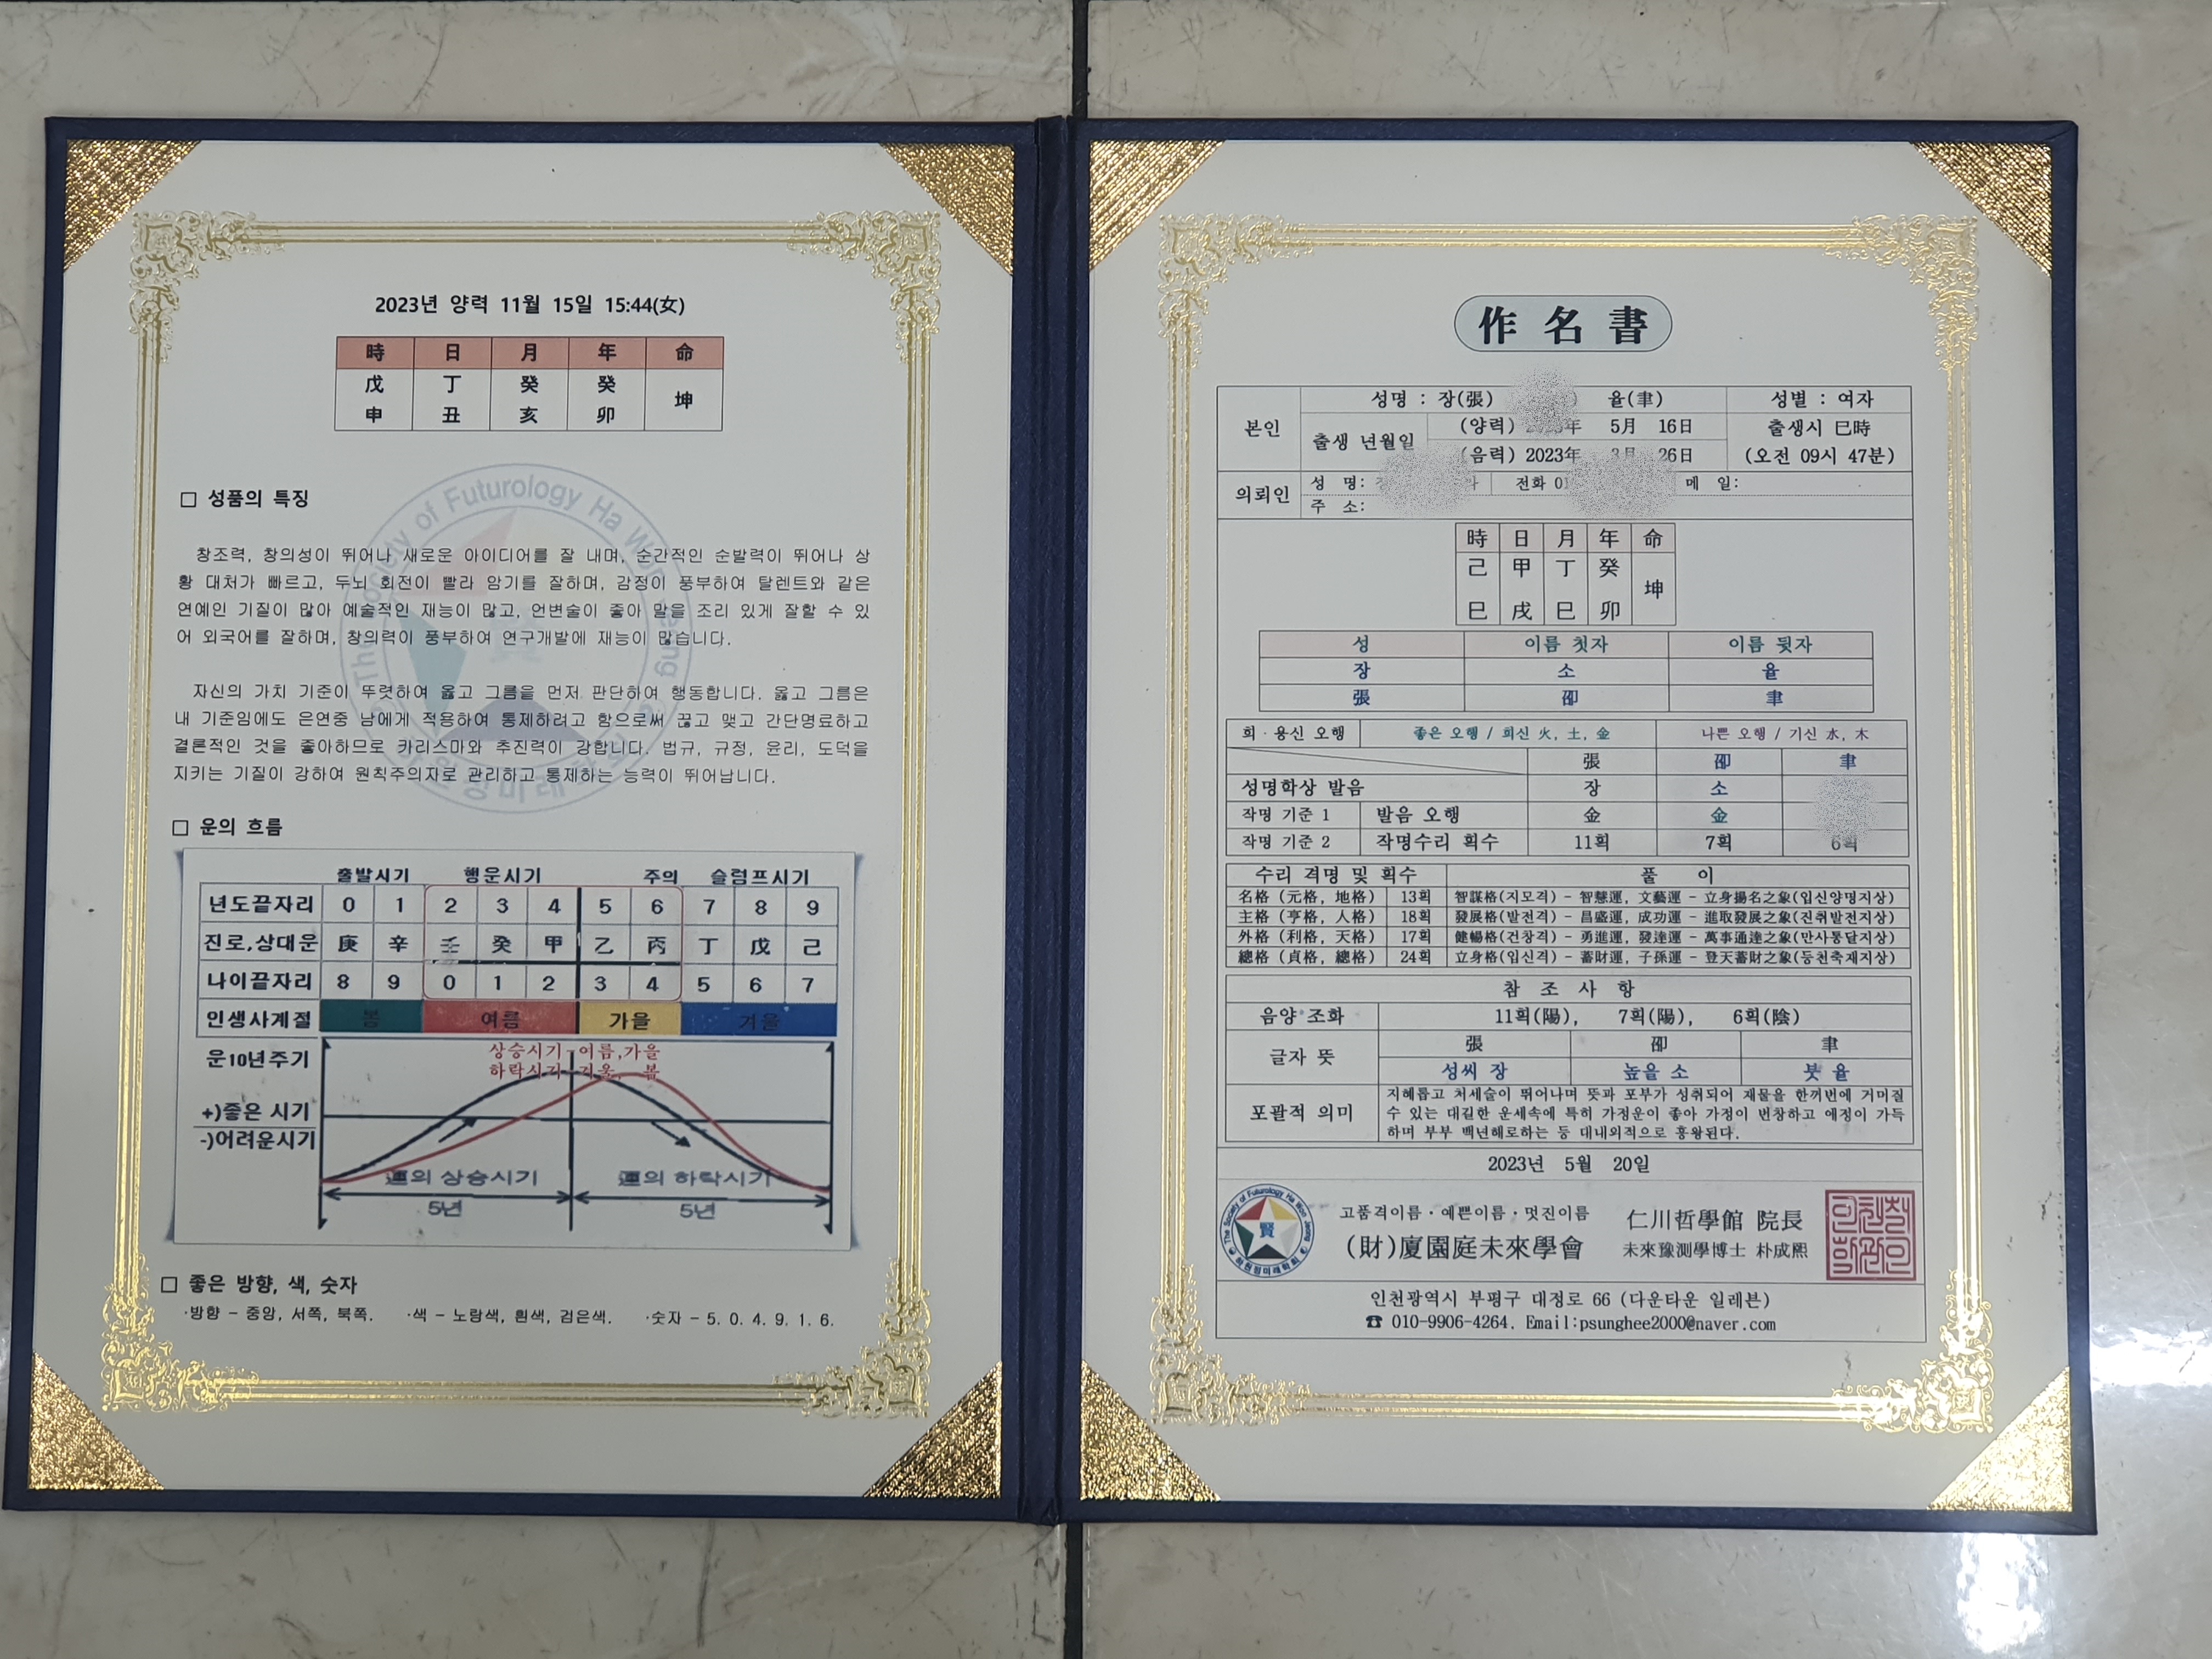 2023년 양력 11월 15일 15:44(女)
時 日 月 年 命
戊 丁 癸 癸 坤
申 丑 亥 卯
□ 성품의 특징
창조력, 창의성이 뛰어나 새로운 아이디어를 잘 내며, 순간적인 순발력이 뛰어나 상
황 대처가 빠르고, 두뇌 회전이 빨라 암기를 잘하며, 감정이 풍부하여 탈렌트와 같은
연예인 기질이 많아 예술적인 재능이 많고, 언변술이 좋아 말을 조리 있게 잘할 수 있
어 외국어를 잘하며, 창의력이 풍부하여 연구개발에 재능이 많습니다.
자신의 가치 기준이 뚜렷하여 옳고 그름을 먼저 판단하여 행동합니다. 옳고 그름은
내 기준임에도 은연중 남에게 적용하여 통제하려고 함으로써 끊고 맺고 간단명료하고
결론적인 것을 좋아하므로 카리스마와 추진력이 강합니다. 법규, 규정, 윤리, 도덕을
지키는 기질이 강하여 원칙주의자로 관리하고 통제하는 능력이 뛰어납니다.
The Society of Futurology Ha Won Jeong
하원정미래학회
□ 운의 흐름
출발시기 행운시기 주의 슬럼프시기
년도끝자리 0 1 2 3 4 5 6 7 8 9
진로,상대운 庚 辛 壬 癸 甲 乙 丙 丁 戊 己
나이끝자리 8 9 0 1 2 3 4 5 6 7
인생사계절 봄 여름 가을 겨울
운10년주기
상승시기-여름,가을
하락시기-겨울, 봄
+)좋은 시기
-)어려운시기
運의 상승시기 運의 하락시기
5년 5년
□ 좋은 방향, 색, 숫자
·방향 - 중앙, 서쪽, 북쪽. ·색 - 노랑색, 흰색, 검은색. ·숫자 - 5. 0. 4. 9. 1. 6.
作名書
본인 성명 : 장(張) 율(聿) 성별 : 여자
출생 년월일 (양력) 年 5月 16日 출생시 巳時
(음력) 2023年 3月 26日 (오전 09시 47분)
의뢰인 성 명: 전화 메 일:
주 소:
時 日 月 年 命
己 甲 丁 癸 坤
巳 戌 巳 卯
성 이름 첫자 이름 뒷자
장 소 율
張 卲 聿
희·용신 오행 좋은 오행 / 희신 火, 土, 金 나쁜 오행 / 기신 水, 木
張 卲 聿
성명학상 발음 장 소
작명 기준 1 발음 오행 金 金
작명 기준 2 작명수리 획수 11획 7획 6획
수리 격명 및 획수 풀 이
名格 (元格, 地格) 13획 智謀格(지모격) - 智慧運, 文藝運 - 立身揚名之象(입신양명지상)
主格 (亨格, 人格) 18획 發展格(발전격) - 昌盛運, 成功運 - 進取發展之象(진취발전지상)
外格 (利格, 天格) 17획 健暢格(건창격) - 勇進運, 發達運 - 萬事通達之象(만사통달지상)
總格 (貞格, 總格) 24획 立身格(입신격) - 蓄財運, 子孫運 - 登天蓄財之象(등천축재지상)
참 조 사 항
음양 조화 11획(陽), 7획(陽), 6획(陰)
글자 뜻 張 卲 聿
성씨 장 높을 소 붓 율
포괄적 의미
지혜롭고 처세술이 뛰어나며 뜻과 포부가 성취되어 재물을 한꺼번에 거머질
수 있는 대길한 운세속에 특히 가정운이 좋아 가정이 번창하고 애정이 가득
하며 부부 백년해로하는 등 대내외적으로 흥왕된다.
2023년 5월 20일
The Society of Futurology Ha Won Jeong
賢
하원정미래학회
고품격이름·예쁜이름·멋진이름
(財)廈園庭未來學會
仁川哲學館 院長
未來豫測學博士 朴成熙
인천광역시 부평구 대정로 66 (다운타운 일레븐)
☎ 010-9906-4264. Email:psunghee2000@naver.com